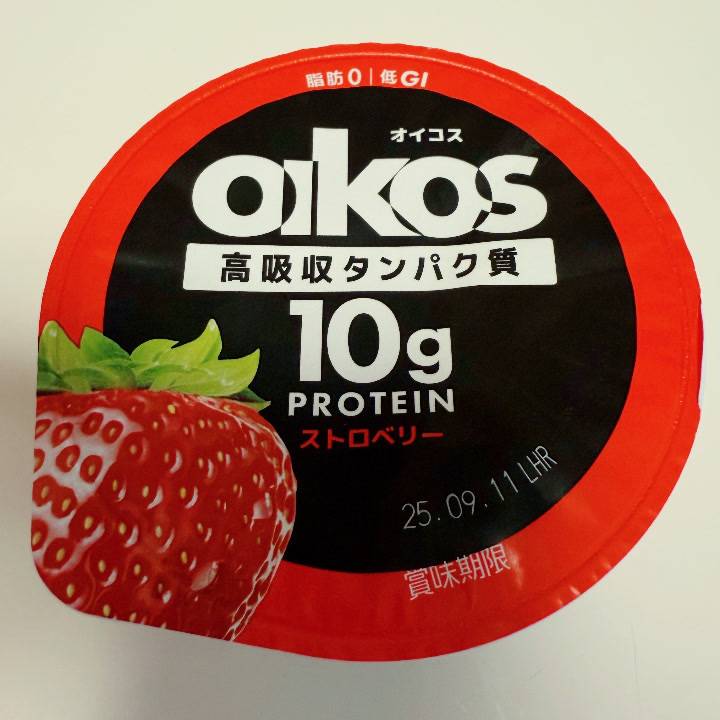 脂肪0|低GI
オイコス
oikos
高吸収タンパク質
10g
PROTEIN
ストロベリー
25.09.11 LHR
賞味期限